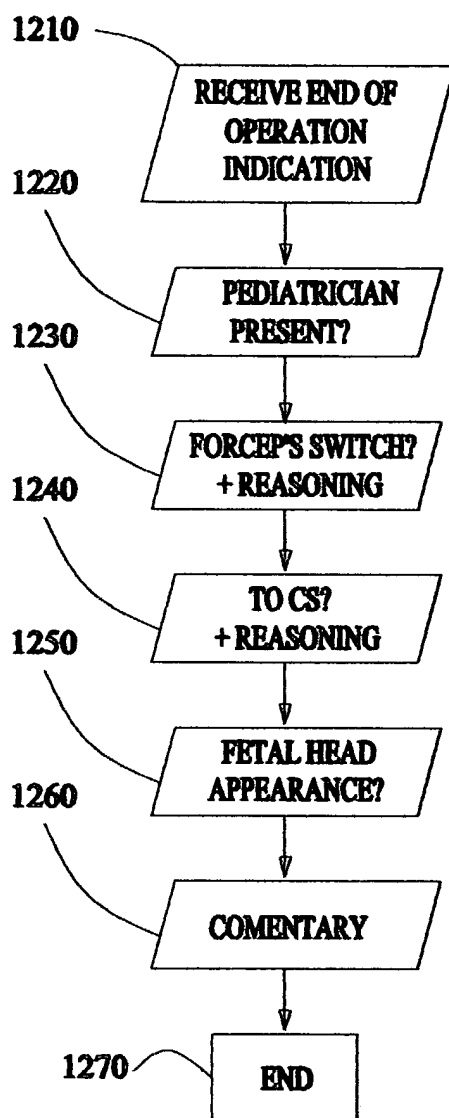 1210
RECEIVE END OF
OPERATION
INDICATION
1220
PEDIATRICIAN
PRESENT?
1230
FORCEP'S SWITCH?
+ REASONING
1240
TO CS?
+ REASONING
1250
FETAL HEAD
APPEARANCE?
1260
COMENTARY
1270
END